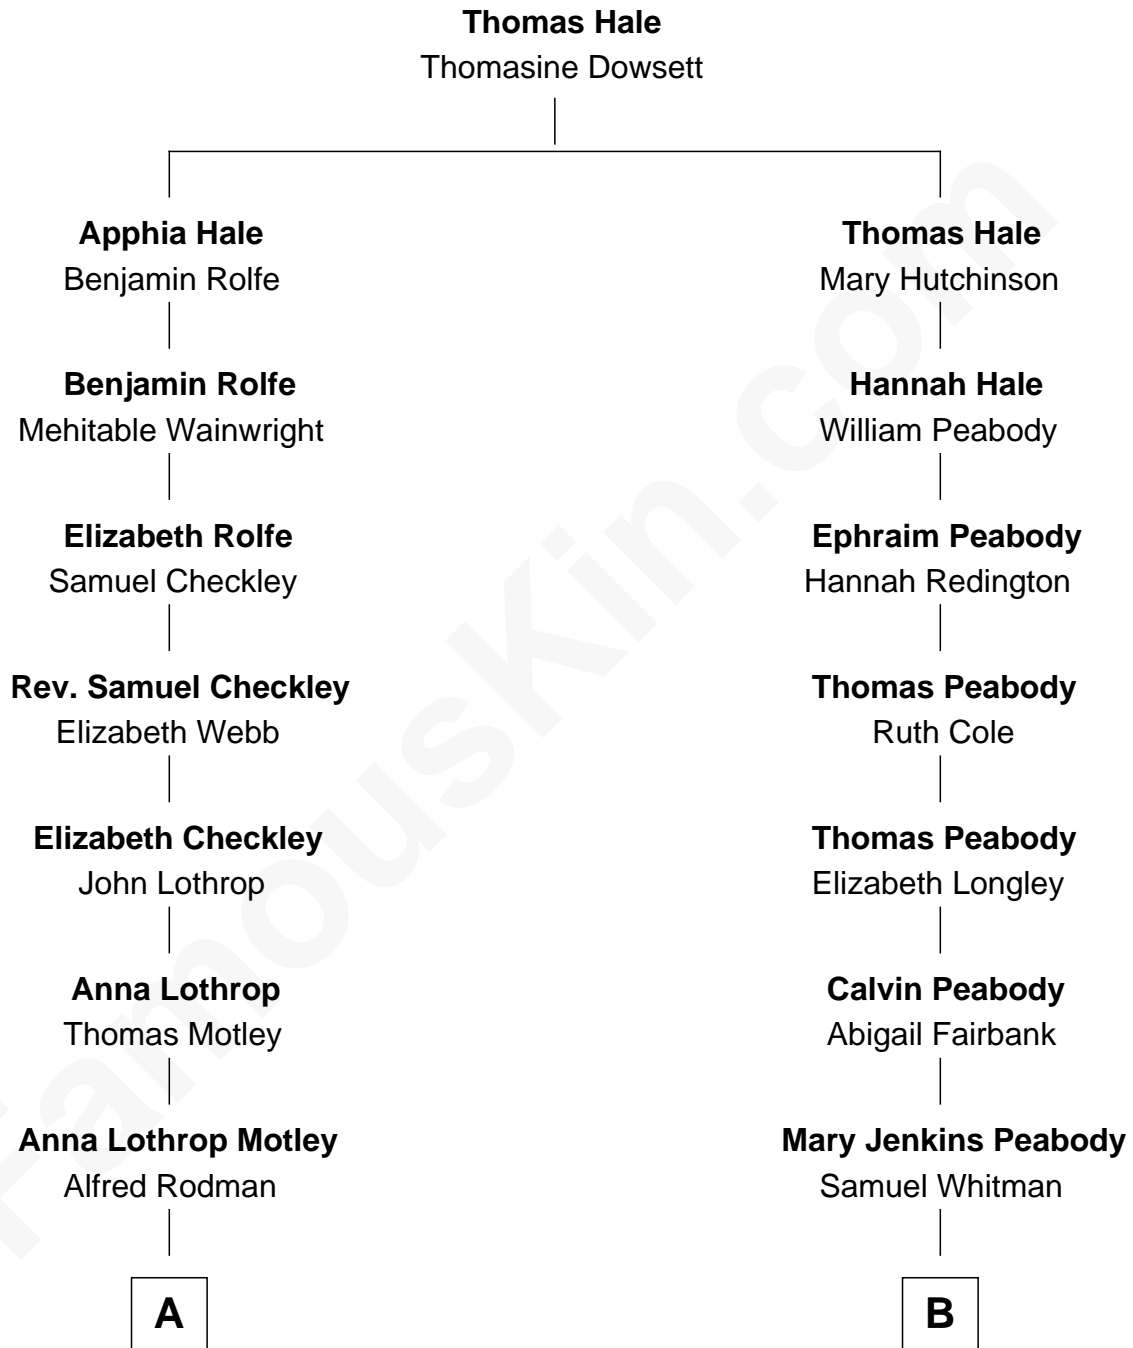 Thomas Hale
Thomasine Dowsett
Apphia Hale
Benjamin Rolfe
Thomas Hale
Mary Hutchinson
Benjamin Rolfe
Mehitable Wainwright
Hannah Hale
William Peabody
Elizabeth Rolfe
Samuel Checkley
Ephraim Peabody
Hannah Redington
Rev. Samuel Checkley
Elizabeth Webb
Thomas Peabody
Ruth Cole
Elizabeth Checkley
John Lothrop
Thomas Peabody
Elizabeth Longley
Anna Lothrop
Thomas Motley
Calvin Peabody
Abigail Fairbank
Anna Lothrop Motley
Alfred Rodman
Mary Jenkins Peabody
Samuel Whitman
A
B
FamousKin.com